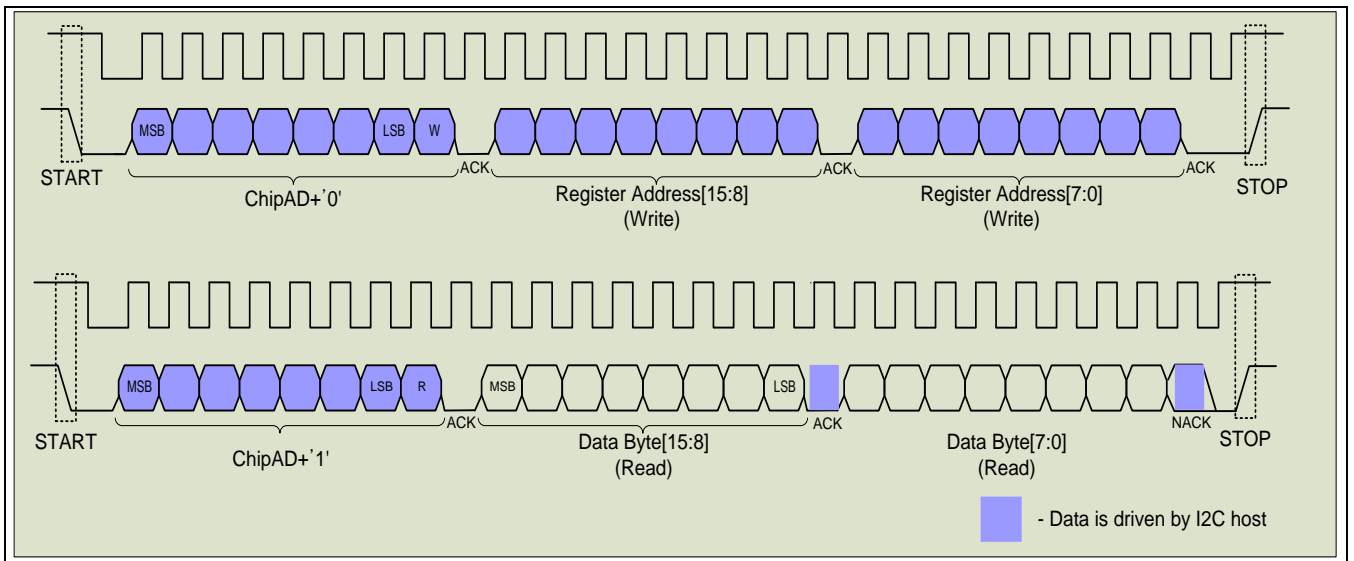 MSB LSB W
ACK ACK ACK
START STOP
ChipAD+'0' Register Address[15:8] Register Address[7:0]
(Write) (Write)
MSB LSB R MSB LSB
ACK ACK NACK
START STOP
ChipAD+'1' Data Byte[15:8] Data Byte[7:0]
(Read) (Read)
- Data is driven by I2C host